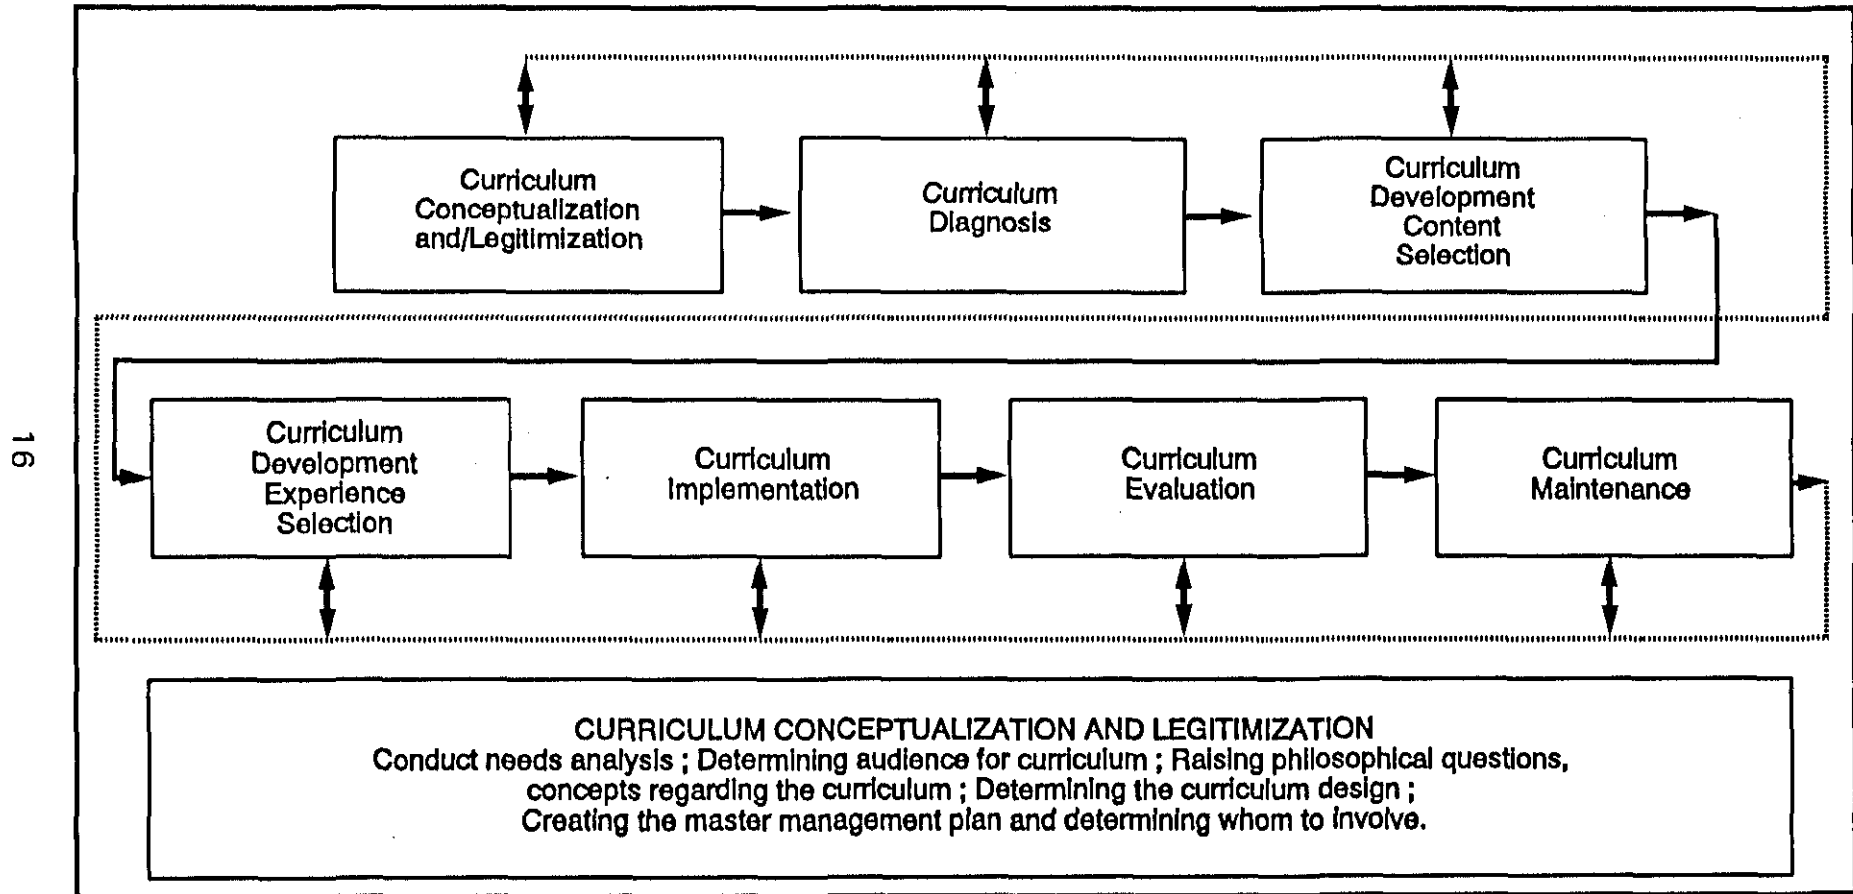 Curriculum
Conceptualization
and/Legitimization
Curriculum
Diagnosis
Curriculum
Development
Content
Selection
Curriculum
Development
Experience
Selection
Curriculum
Implementation
Curriculum
Evaluation
Curriculum
Maintenance
16
CURRICULUM CONCEPTUALIZATION AND LEGITIMIZATION
Conduct needs analysis ; Determining audience for curriculum ; Raising philosophical questions,
concepts regarding the curriculum ; Determining the curriculum design ;
Creating the master management plan and determining whom to involve.